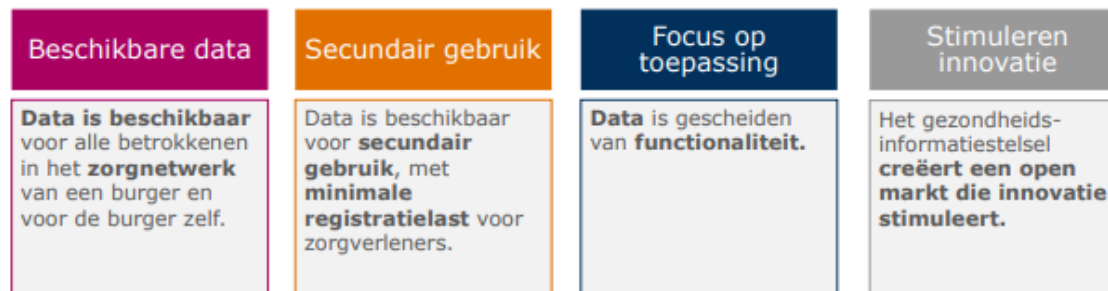 Beschikbare data
Data is beschikbaar
voor alle betrokkenen
in het zorgnetwerk
van een burger en
voor de burger zelf.
Secundair gebruik
Data is beschikbaar
voor secundair
gebruik, met
minimale
registratielast voor
zorgverleners.
Focus op
toepassing
Data is gescheiden
van functionaliteit.
Stimuleren
innovatie
Het gezondheids-
informatiestelsel
creëert een open
markt die innovatie
stimuleert.